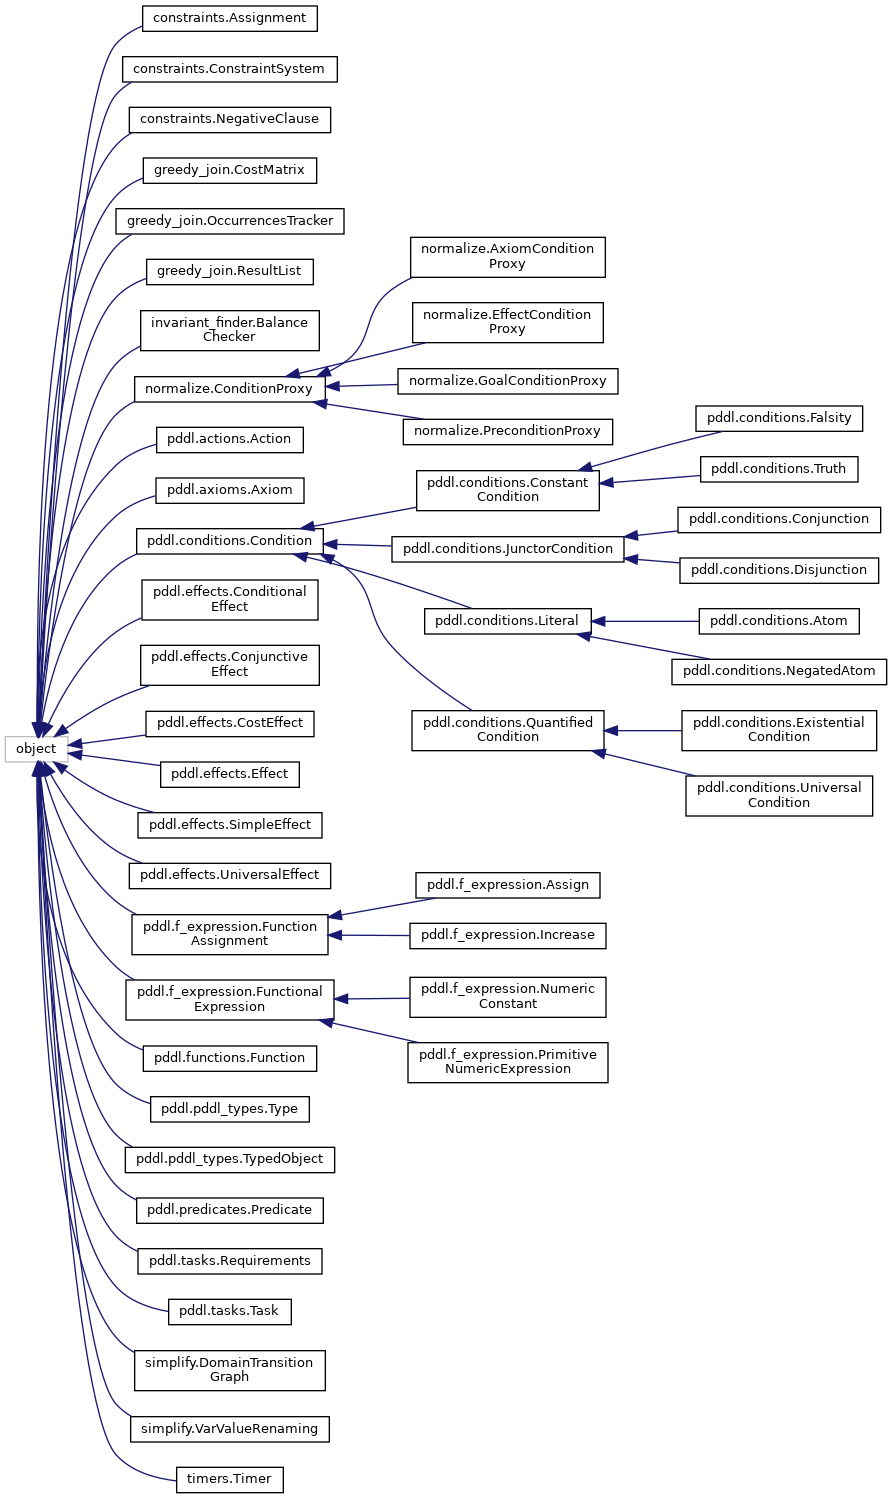 constraints.Assignment
constraints.ConstraintSystem
constraints.NegativeClause
greedy_join.CostMatrix
greedy_join.OccurrencesTracker
greedy_join.ResultList
invariant_finder.Balance
Checker
normalize.ConditionProxy
pddl.actions.Action
pddl.axioms.Axiom
pddl.conditions.Condition
pddl.effects.Conditional
Effect
pddl.effects.Conjunctive
Effect
pddl.effects.CostEffect
object
pddl.effects.Effect
pddl.effects.SimpleEffect
pddl.effects.UniversalEffect
pddl.f_expression.Function
Assignment
pddl.f_expression.Functional
Expression
pddl.functions.Function
pddl.pddl_types.Type
pddl.pddl_types.TypedObject
pddl.predicates.Predicate
pddl.tasks.Requirements
pddl.tasks.Task
simplify.DomainTransition
Graph
simplify.VarValueRenaming
timers.Timer
normalize.AxiomCondition
Proxy
normalize.EffectCondition
Proxy
normalize.GoalConditionProxy
normalize.PreconditionProxy
pddl.conditions.Constant
Condition
pddl.conditions.JunctorCondition
pddl.conditions.Literal
pddl.conditions.Quantified
Condition
pddl.f_expression.Assign
pddl.f_expression.Increase
pddl.f_expression.Numeric
Constant
pddl.f_expression.Primitive
NumericExpression
pddl.conditions.Falsity
pddl.conditions.Truth
pddl.conditions.Conjunction
pddl.conditions.Disjunction
pddl.conditions.Atom
pddl.conditions.NegatedAtom
pddl.conditions.Existential
Condition
pddl.conditions.Universal
Condition